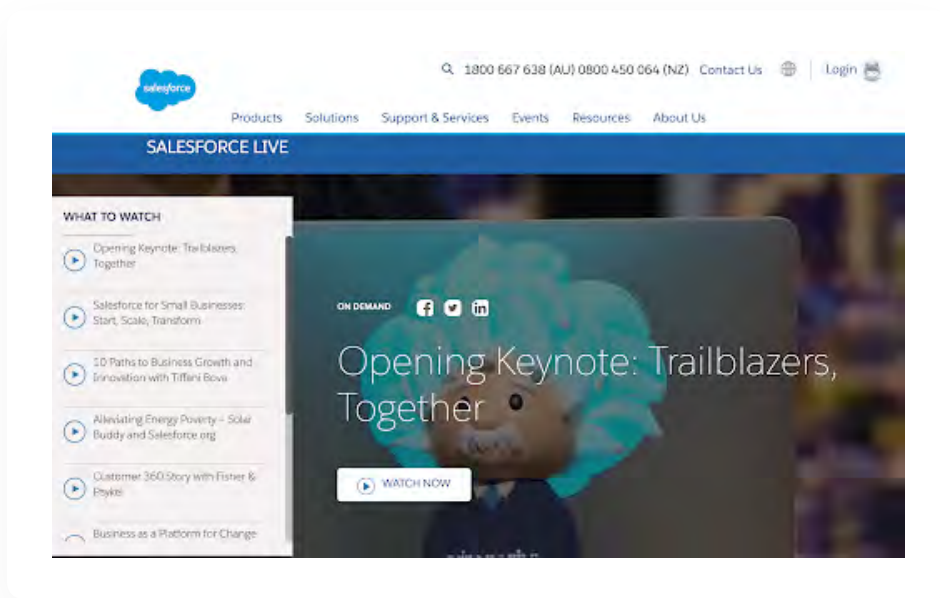 1800 667 638 (AU) 0800 450 064 (NZ) Contact Us Login
salesforce
Products Solutions Support & Services Events Resources About Us
SALESFORCE LIVE
WHAT TO WATCH
Opening Keynote: Trailblazers,
Together
Salesforce for Small Businesses:
Start, Scale, Transform
10 Paths to Business Growth and
Innovation with Tiffani Bova
Alleviating Energy Poverty – Solar
Buddy and Salesforce.org
Customer 360 Story with Fisher &
Paykel
Business as a Platform for Change
ON DEMAND
Opening Keynote: Trailblazers,
Together
WATCH NOW